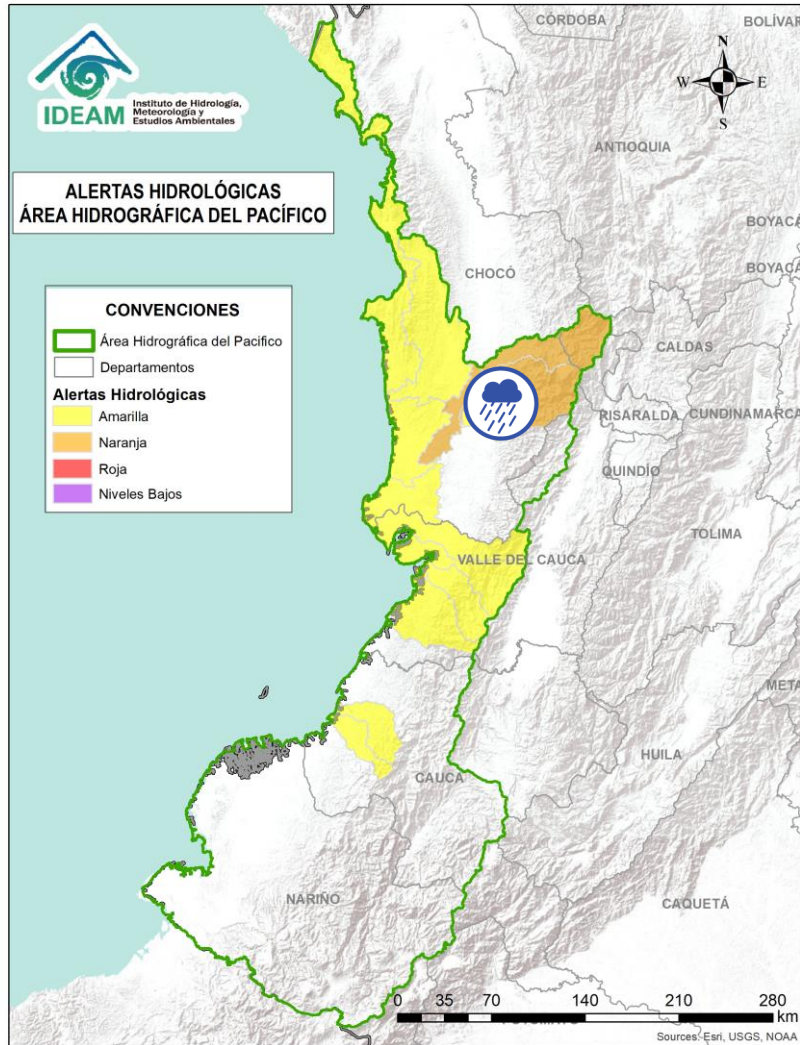 IDEAM
Instituto de Hidrología,
Meteorología y
Estudios Ambientales
ALERTAS HIDROLÓGICAS
ÁREA HIDROGRÁFICA DEL PACÍFICO
CONVENCIONES
Área Hidrográfica del Pacifico
Departamentos
Alertas Hidrológicas
Amarilla
Naranja
Roja
Niveles Bajos
CÓRDOBA
BOLÍVAR
N
W
E
S
ANTIOQUIA
BOYACÁ
CHOCÓ
BOYACÁ
CALDAS
RISARALDA
CUNDINAMARCA
QUINDÍO
TOLIMA
VALLE DEL CAUCA
META
HUILA
CAUCA
NARIÑO
CAQUETÁ
0 35 70 140 210 280
km
Sources: Esri, USGS, NOAA